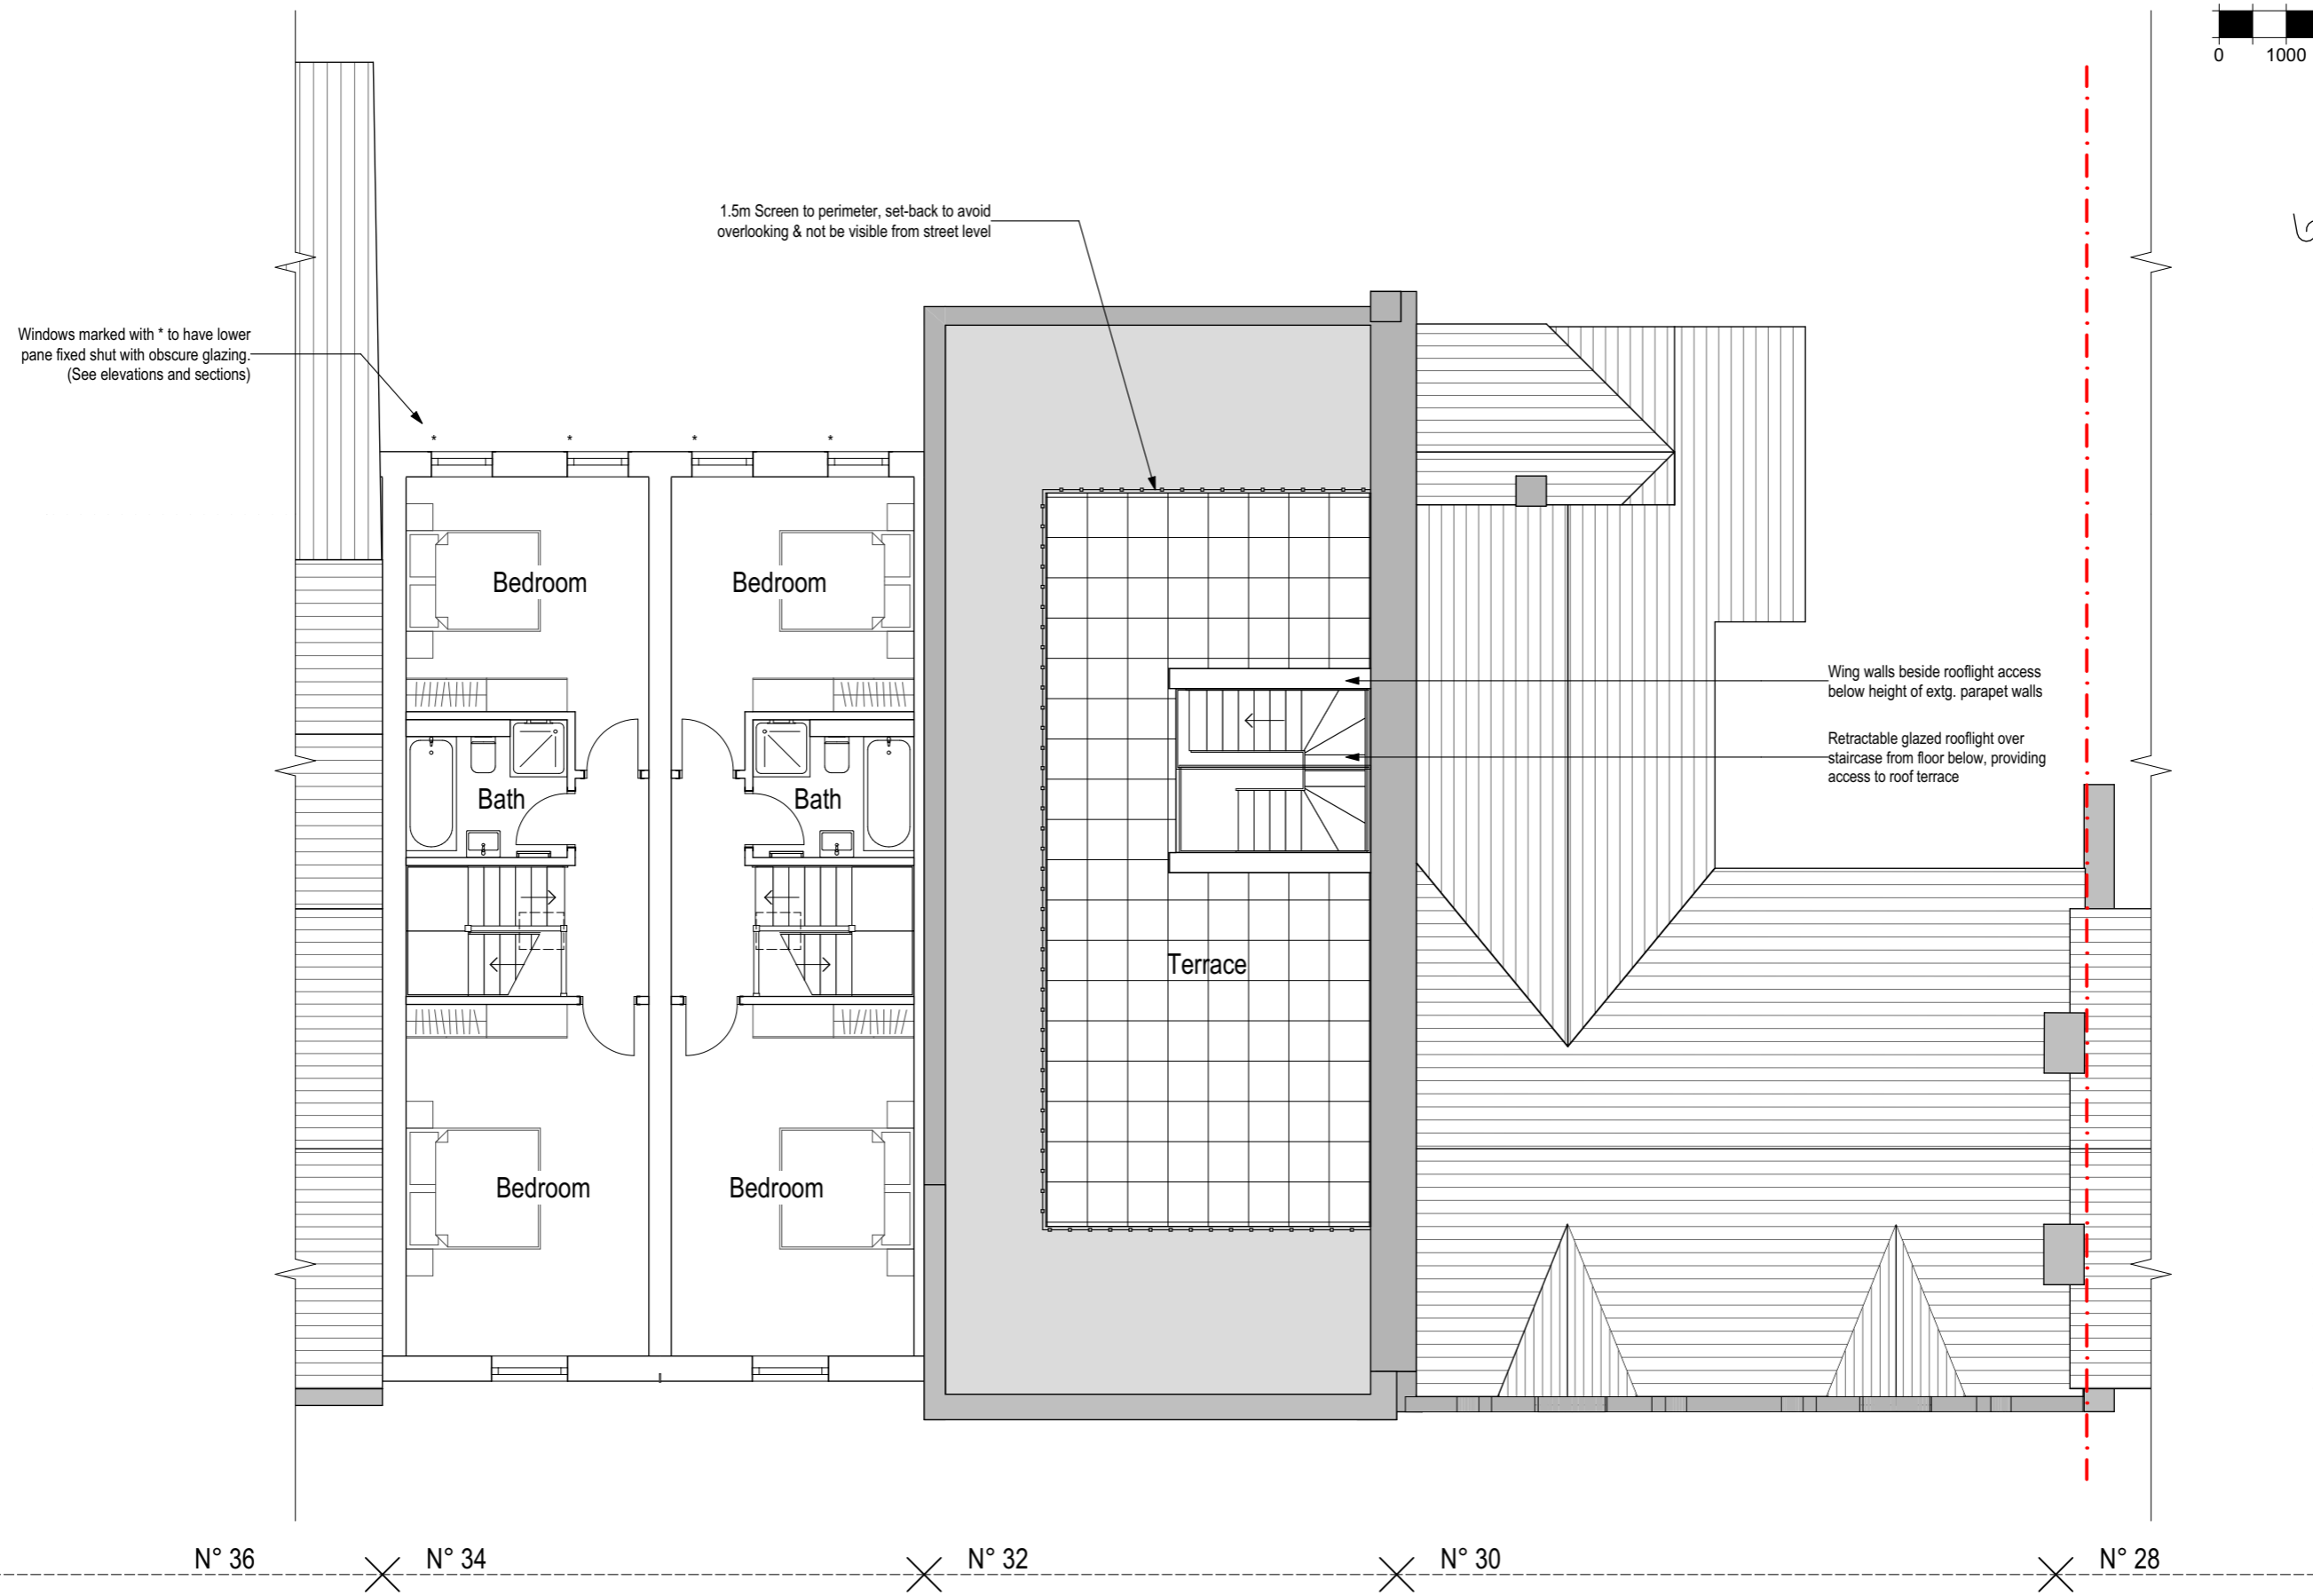 0 1000
1.5m Screen to perimeter, set-back to avoid
overlooking & not be visible from street level
Windows marked with * to have lower
pane fixed shut with obscure glazing.
(See elevations and sections)
* * * *
Bedroom Bedroom
Wing walls beside rooflight access
below height of extg. parapet walls
Retractable glazed rooflight over
staircase from floor below, providing
access to roof terrace
Bath Bath
Terrace
Bedroom Bedroom
N° 36 N° 34 N° 32 N° 30 N° 28